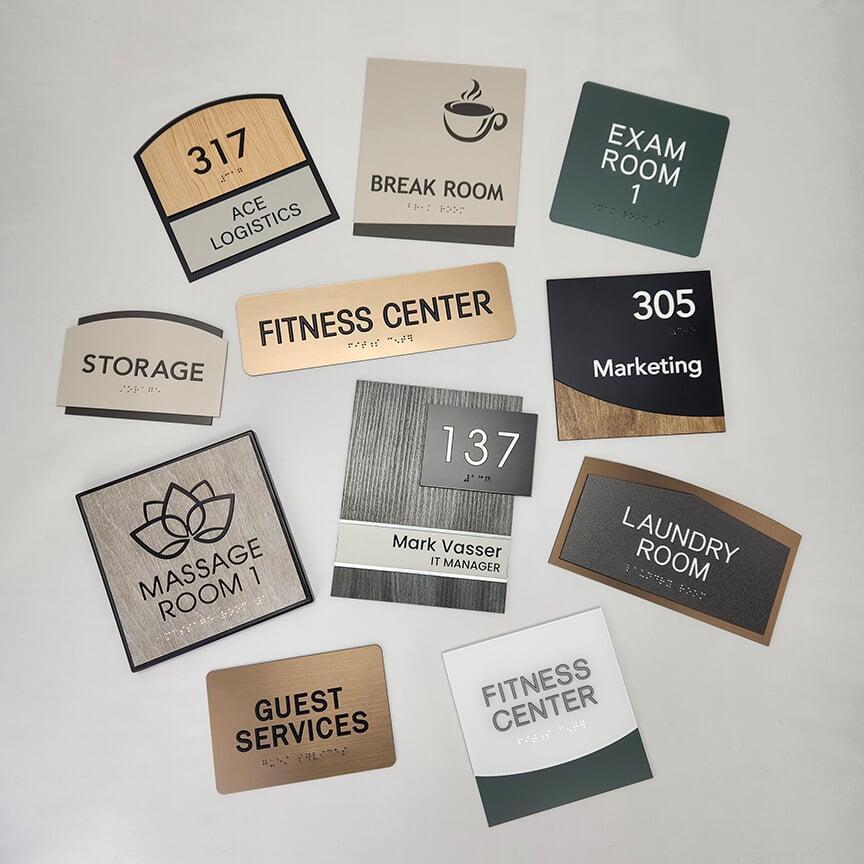 317
ACE
LOGISTICS
BREAK ROOM
EXAM
ROOM
1
FITNESS CENTER
305
Marketing
STORAGE
137
Mark Vasser
IT MANAGER
LAUNDRY
ROOM
MASSAGE
ROOM 1
GUEST
SERVICES
FITNESS
CENTER